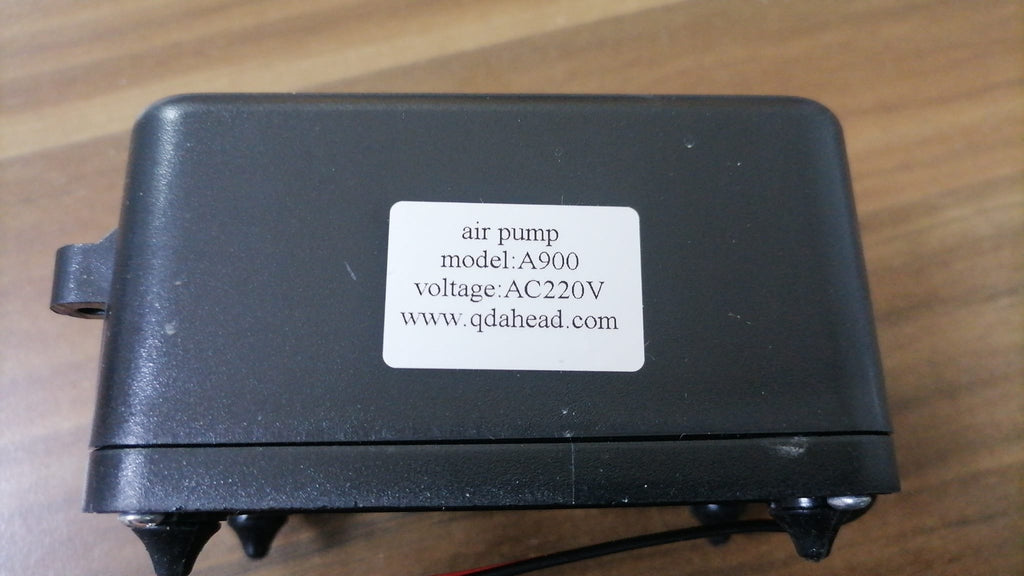 air pump
model:A900
voltage:AC220V
www.qdahead.com